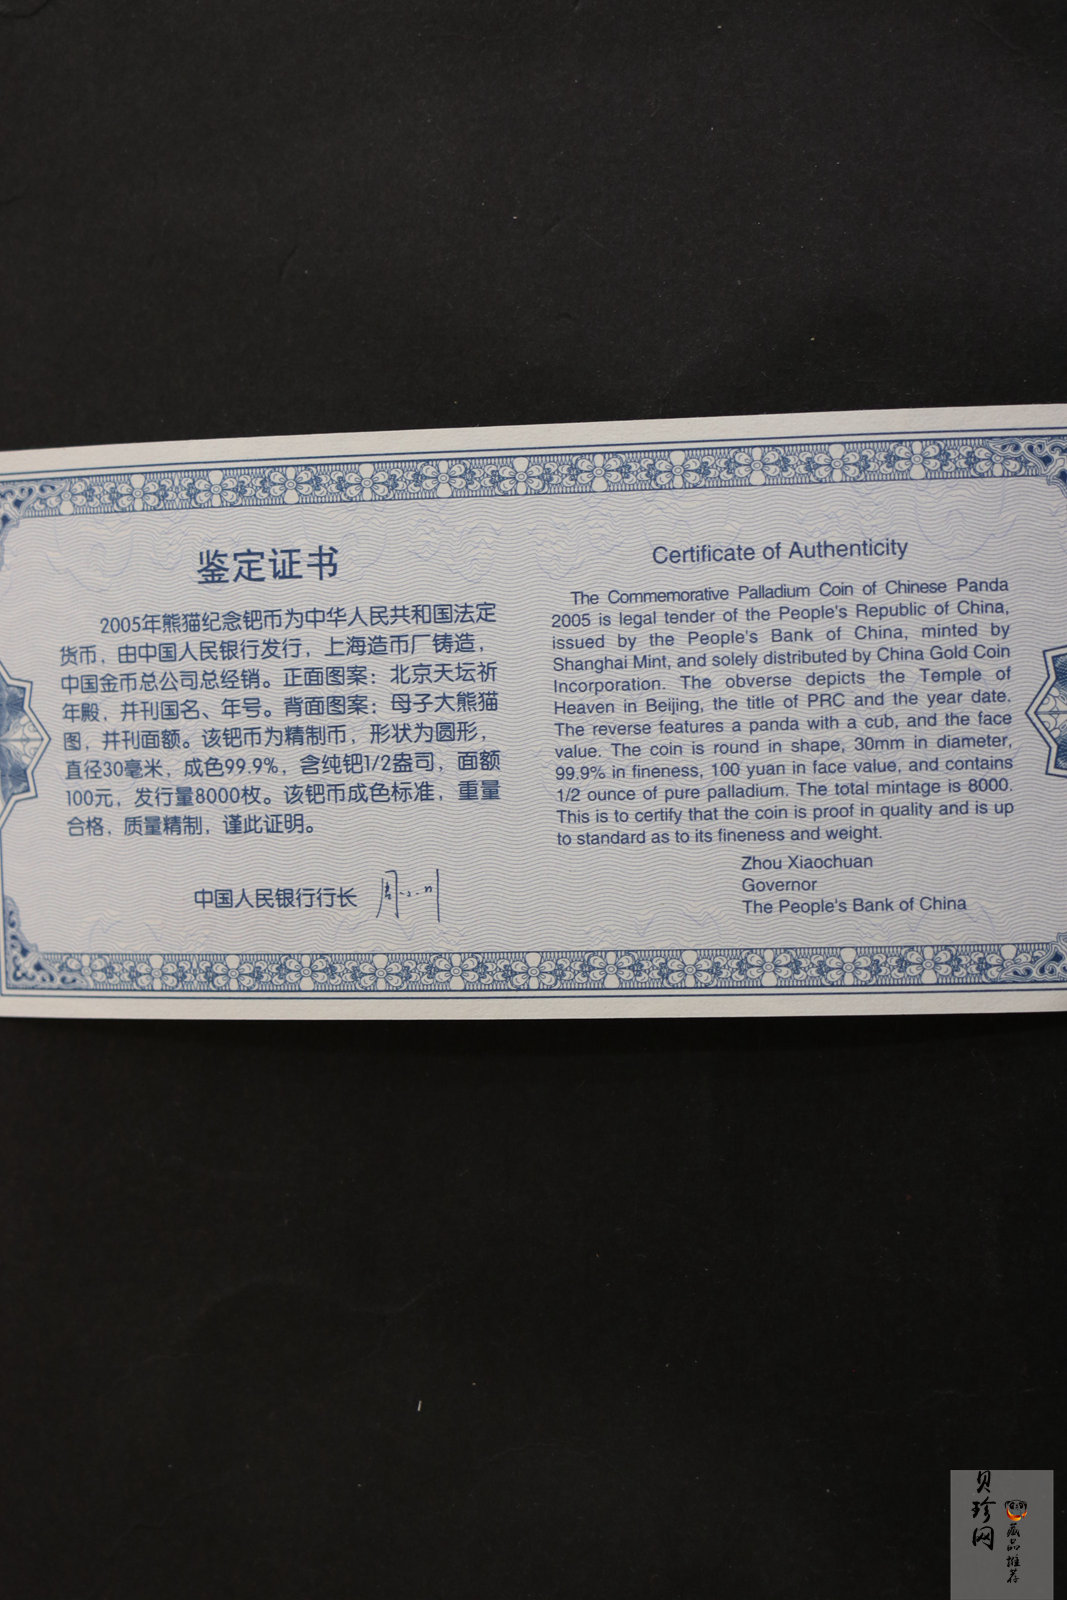 鉴定证书
2005年熊猫纪念钯币为中华人民共和国法定
货币，由中国人民银行发行，上海造币厂铸造，
中国金币总公司总经销。正面图案：北京天坛祈
年殿，并刊国名、年号。背面图案：母子大熊猫
图，并刊面额。该钯币为精制币，形状为圆形，
直径30毫米，成色99.9%，含纯钯1/2盎司，面额
100元，发行量8000枚。该钯币成色标准，重量
合格，质量精制，谨此证明。
中国人民银行行长 周小川
Certificate of Authenticity
The Commemorative Palladium Coin of Chinese Panda
2005 is legal tender of the People's Republic of China,
issued by the People's Bank of China, minted by
Shanghai Mint, and solely distributed by China Gold Coin
Incorporation. The obverse depicts the Temple of
Heaven in Beijing, the title of PRC and the year date.
The reverse features a panda with a cub, and the face
value. The coin is round in shape, 30mm in diameter,
99.9% in fineness, 100 yuan in face value, and contains
1/2 ounce of pure palladium. The total mintage is 8000.
This is to certify that the coin is proof in quality and is up
to standard as to its fineness and weight.
Zhou Xiaochuan
Governor
The People's Bank of China
贝珍网
藏品推荐